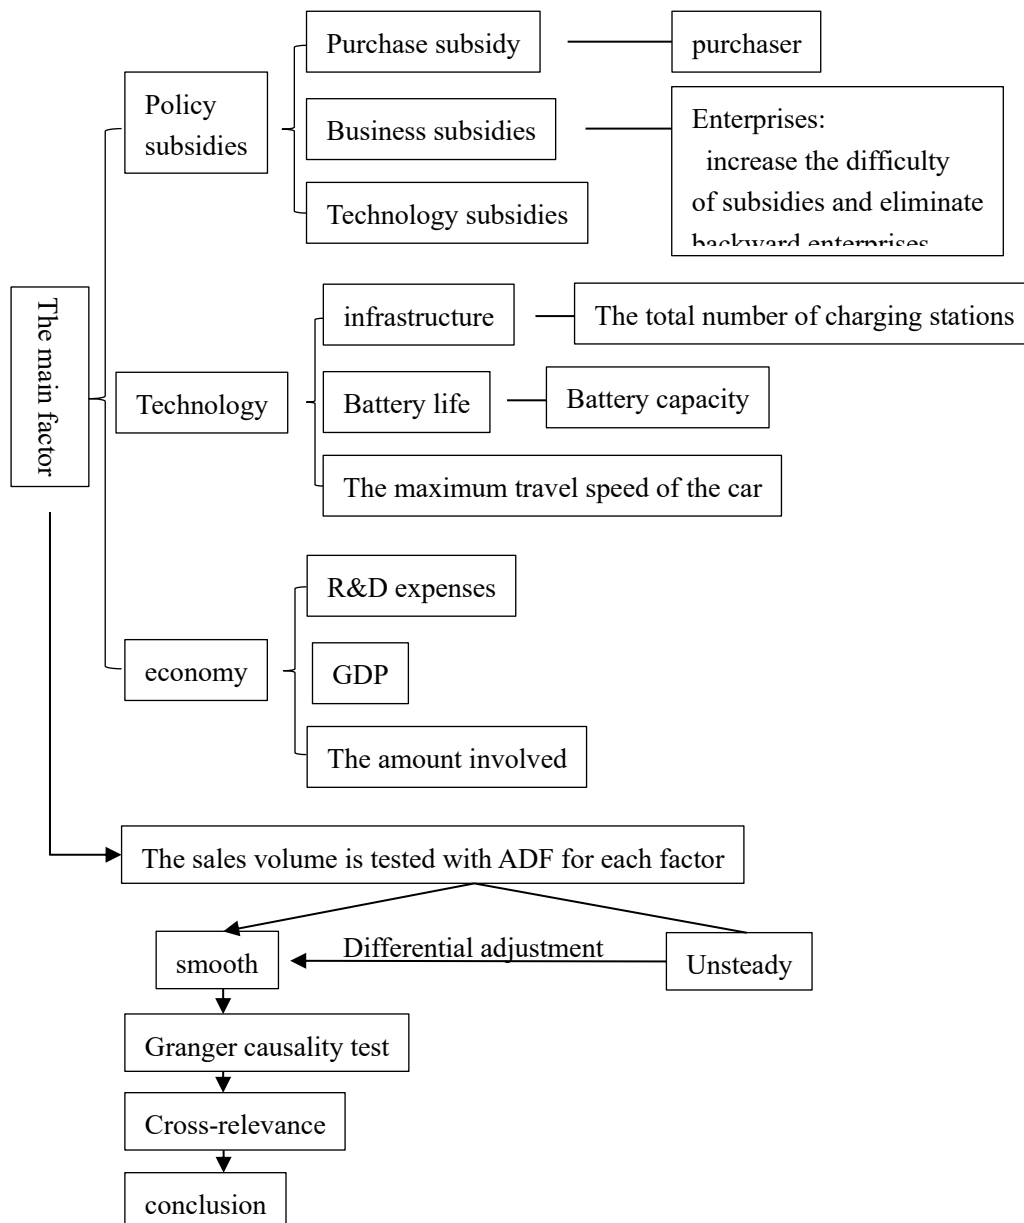 Purchase subsidy
purchaser
Policy
subsidies
Business subsidies
Enterprises:
increase the difficulty
of subsidies and eliminate
backward enterprises
Technology subsidies
The main factor
infrastructure
The total number of charging stations
Technology
Battery life
Battery capacity
The maximum travel speed of the car
R&D expenses
economy
GDP
The amount involved
The sales volume is tested with ADF for each factor
smooth
Differential adjustment
Unsteady
Granger causality test
Cross-relevance
conclusion